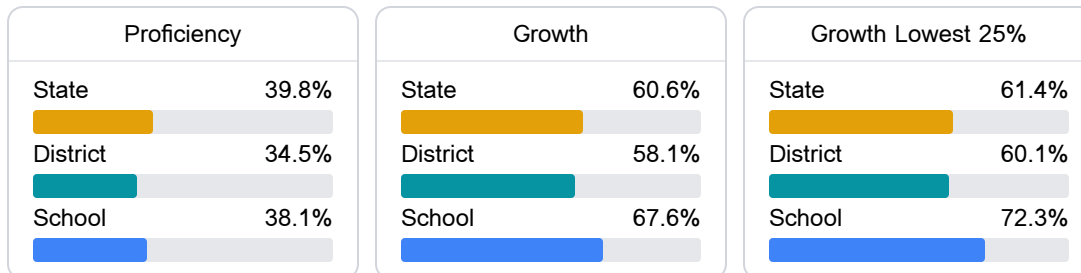 Proficiency
State 39.8%
District 34.5%
School 38.1%
Growth
State 60.6%
District 58.1%
School 67.6%
Growth Lowest 25%
State 61.4%
District 60.1%
School 72.3%